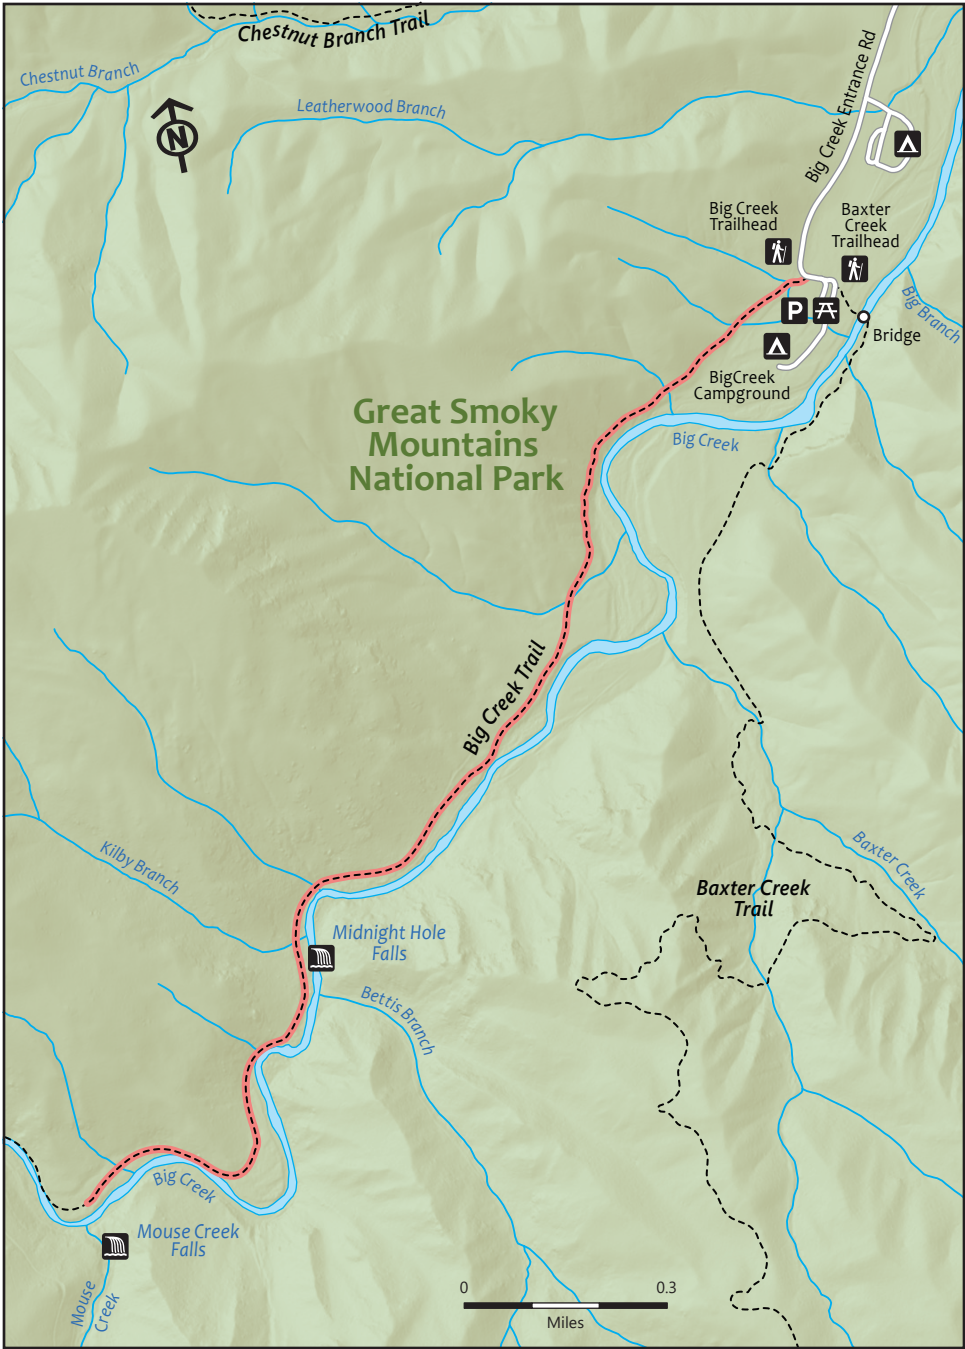 Chestnut Branch Trail
Chestnut Branch
Leatherwood Branch
N
Big Creek Entrance Rd
Big Creek
Trailhead
Baxter
Creek
Trailhead
Big Branch
P
Bridge
BigCreek
Campground
Great Smoky
Mountains
National Park
Big Creek
Big Creek Trail
Kilby Branch
Baxter Creek
Baxter Creek
Trail
Midnight Hole
Falls
Bettis Branch
Big Creek
Mouse Creek
Falls
Mouse
Creek
0 0.3
Miles